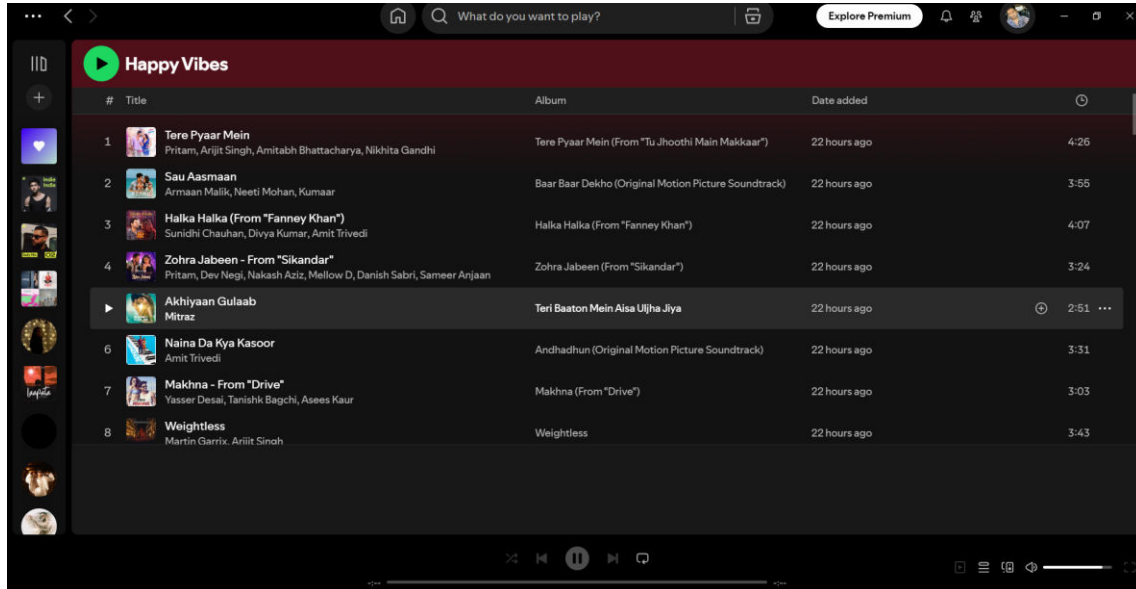 What do you want to play?
Explore Premium
Happy Vibes
# Title Album Date added
1 Tere Pyaar Mein Tere Pyaar Mein (From "Tu Jhoothi Main Makkaar") 22 hours ago 4:26
Pritam, Arijit Singh, Amitabh Bhattacharya, Nikhita Gandhi
2 Sau Aasmaan Baar Baar Dekho (Original Motion Picture Soundtrack) 22 hours ago 3:55
Armaan Malik, Neeti Mohan, Kumaar
3 Halka Halka (From "Fanney Khan") Halka Halka (From "Fanney Khan") 22 hours ago 4:07
Sunidhi Chauhan, Divya Kumar, Amit Trivedi
4 Zohra Jabeen - From "Sikandar" Zohra Jabeen (From "Sikandar") 22 hours ago 3:24
Pritam, Dev Negi, Nakash Aziz, Mellow D, Danish Sabri, Sameer Anjaan
Akhiyaan Gulaab Teri Baaton Mein Aisa Uljha Jiya 22 hours ago 2:51
Mitraz
6 Naina Da Kya Kasoor Andhadhun (Original Motion Picture Soundtrack) 22 hours ago 3:31
Amit Trivedi
7 Makhna - From "Drive" Makhna (From "Drive") 22 hours ago 3:03
Yasser Desai, Tanishk Bagchi, Asees Kaur
8 Weightless Weightless 22 hours ago 3:43
Martin Garrix, Arijit Singh
-:--
-:--